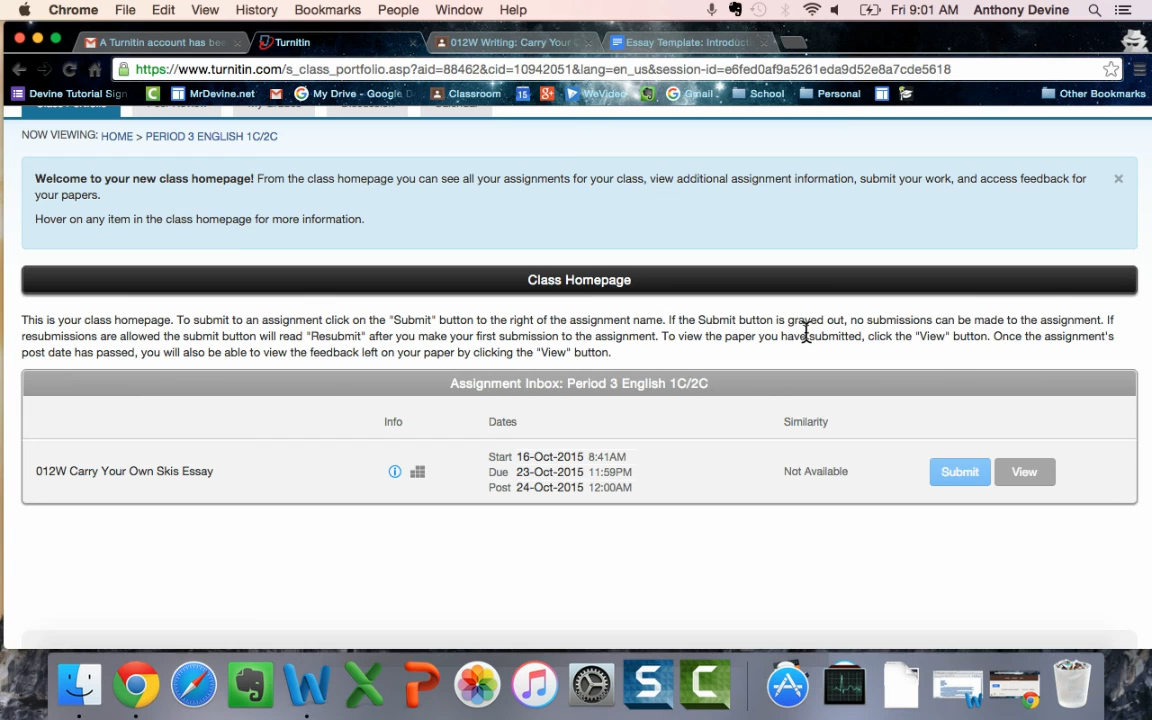 Chrome File Edit View History Bookmarks People Window Help Fri 9:01 AM Anthony Devine
A Turnitin account has bee Turnitin 012W Writing: Carry Your Essay Template: Introduct
https://www.turnitin.com/s_class_portfolio.asp?aid=88462&cid=10942051&lang=en_us&session-id=e6fed0af9a5261eda9d52e8a7cde5618
Devine Tutorial Sign MrDevine.net My Drive - Google D Classroom 15 WeVideo Gmail School Personal Other Bookmarks
NOW VIEWING: HOME > PERIOD 3 ENGLISH 1C/2C
Welcome to your new class homepage! From the class homepage you can see all your assignments for your class, view additional assignment information, submit your work, and access feedback for
your papers.
Hover on any item in the class homepage for more information.
Class Homepage
This is your class homepage. To submit to an assignment click on the "Submit" button to the right of the assignment name. If the Submit button is grayed out, no submissions can be made to the assignment. If
resubmissions are allowed the submit button will read "Resubmit" after you make your first submission to the assignment. To view the paper you have submitted, click the "View" button. Once the assignment's
post date has passed, you will also be able to view the feedback left on your paper by clicking the "View" button.
Assignment Inbox: Period 3 English 1C/2C
Info Dates Similarity
Start 16-Oct-2015 8:41AM
012W Carry Your Own Skis Essay Due 23-Oct-2015 11:59PM Not Available Submit View
Post 24-Oct-2015 12:00AM